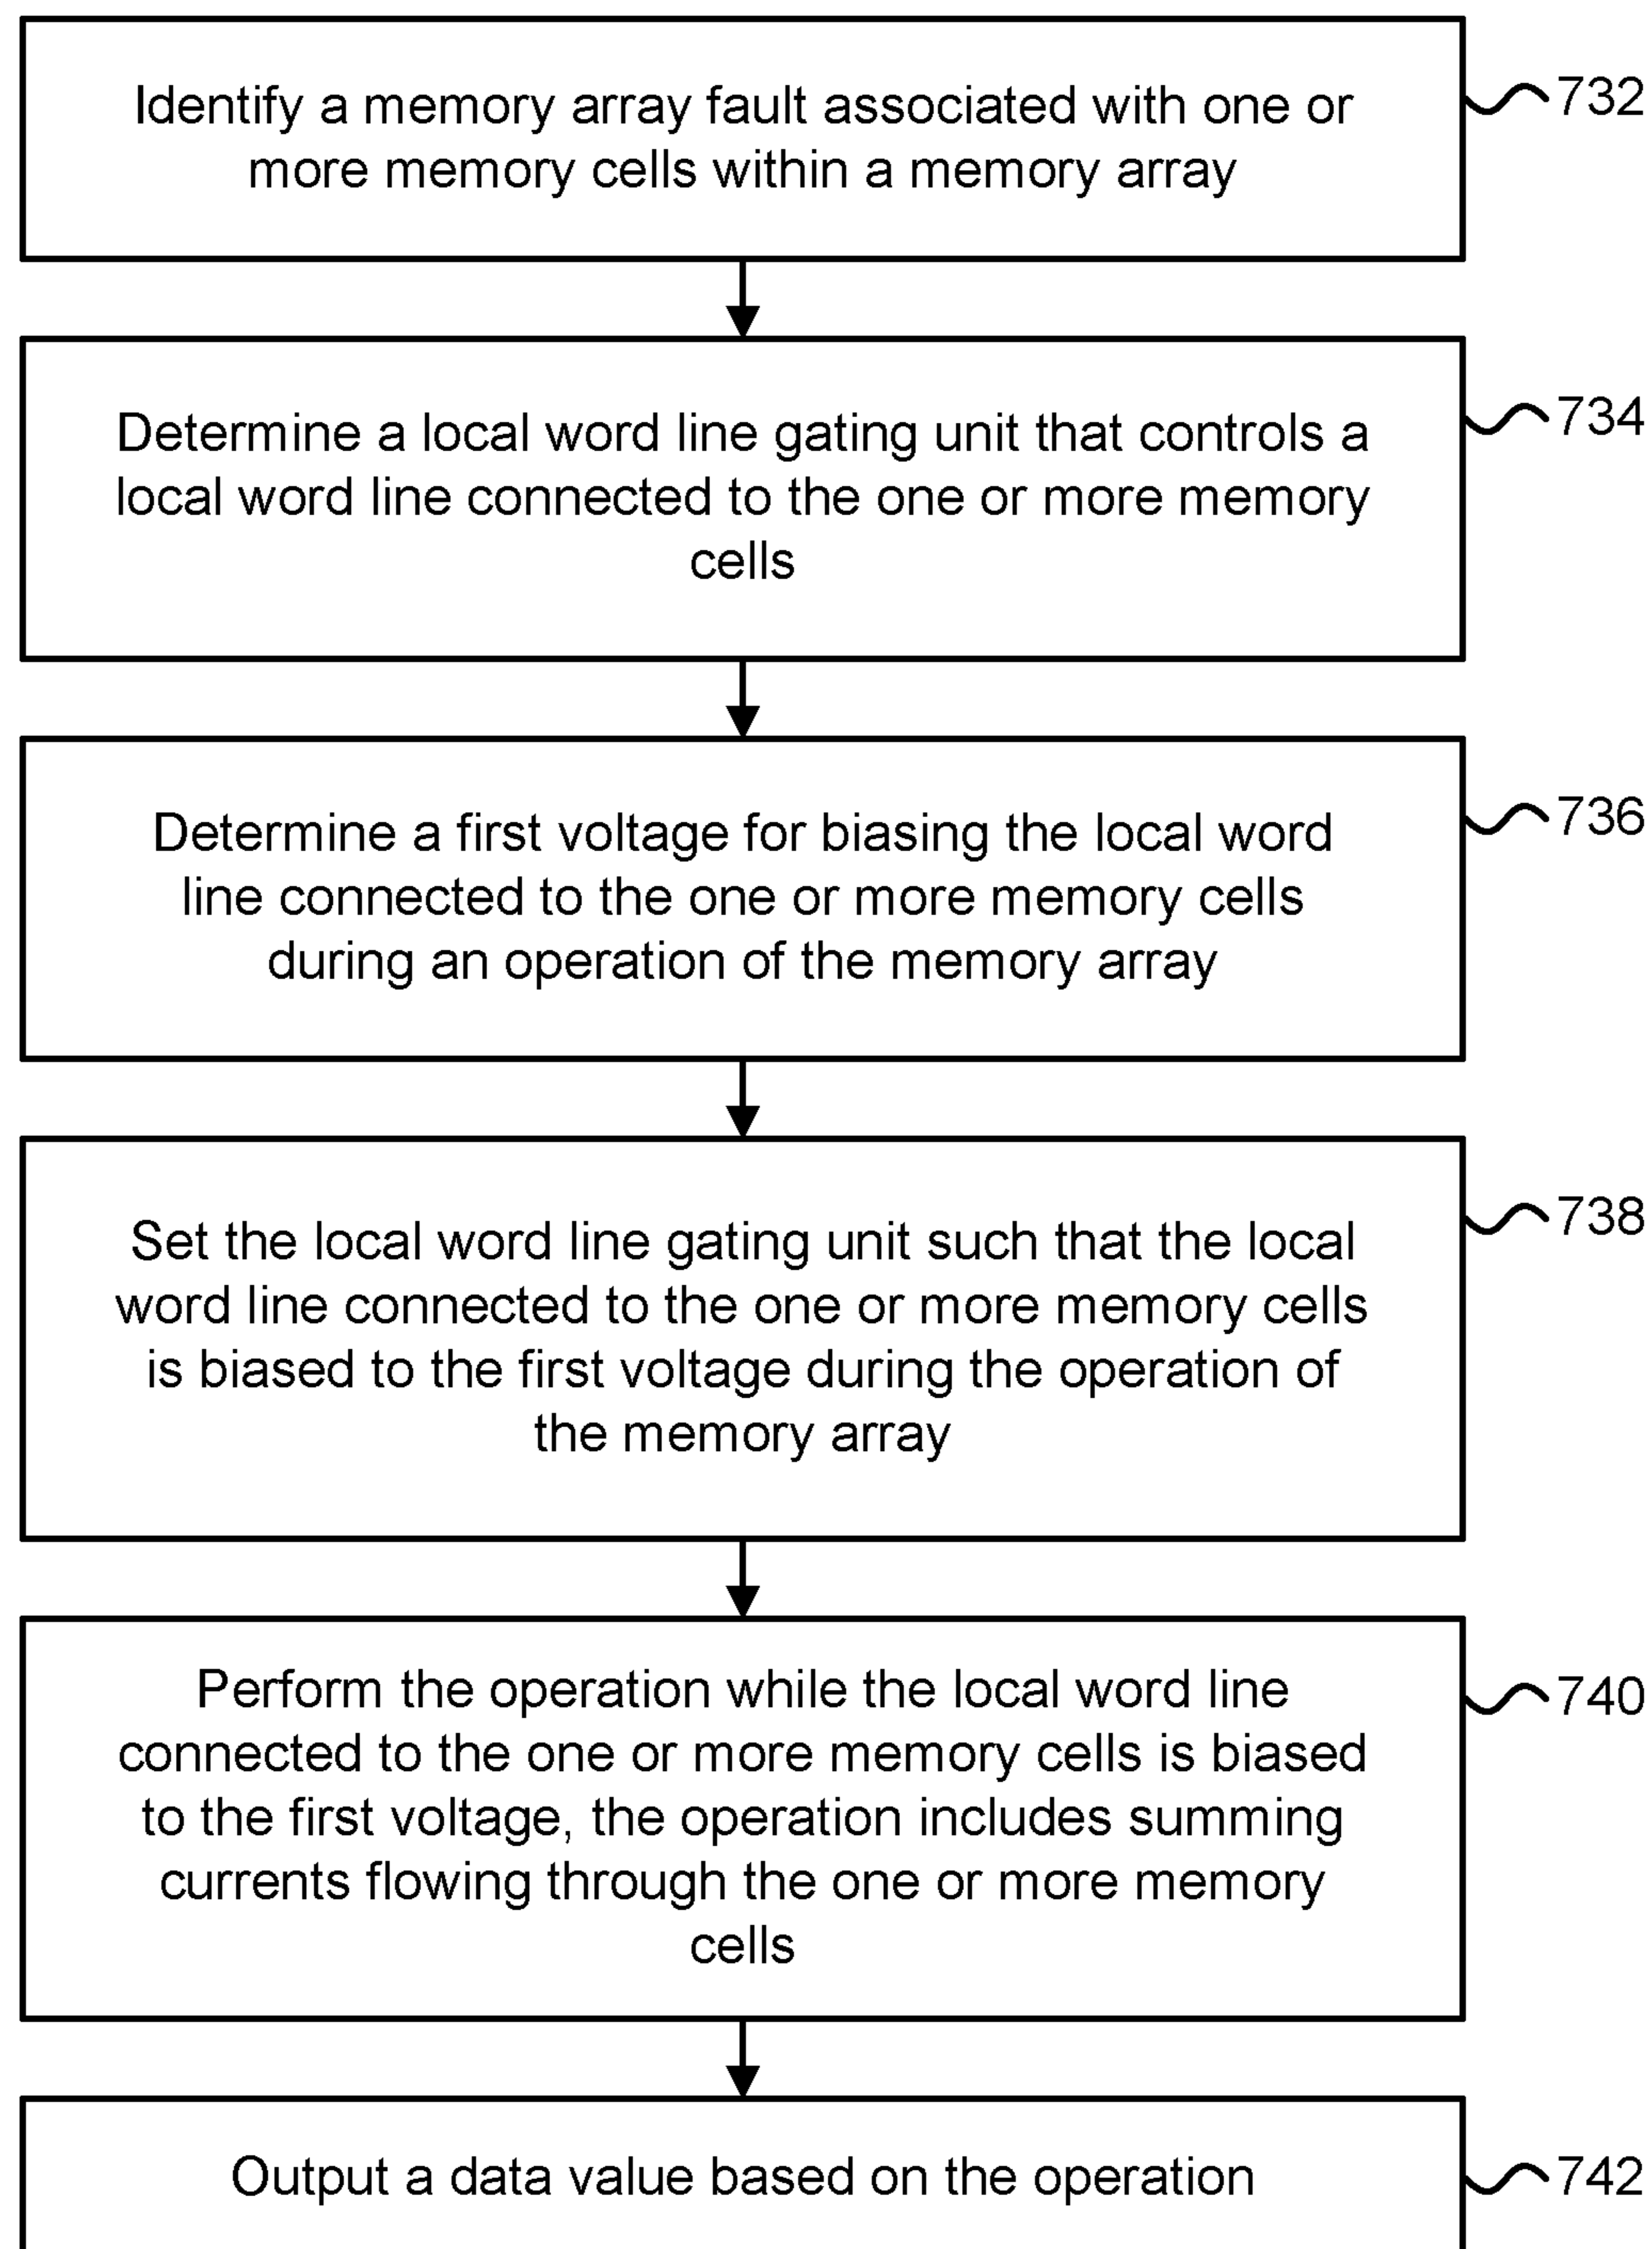 Identify a memory array fault associated with one or
more memory cells within a memory array
732
Determine a local word line gating unit that controls a
local word line connected to the one or more memory
cells
734
Determine a first voltage for biasing the local word
line connected to the one or more memory cells
during an operation of the memory array
736
Set the local word line gating unit such that the local
word line connected to the one or more memory cells
is biased to the first voltage during the operation of
the memory array
738
Perform the operation while the local word line
connected to the one or more memory cells is biased
to the first voltage, the operation includes summing
currents flowing through the one or more memory
cells
740
Output a data value based on the operation
742